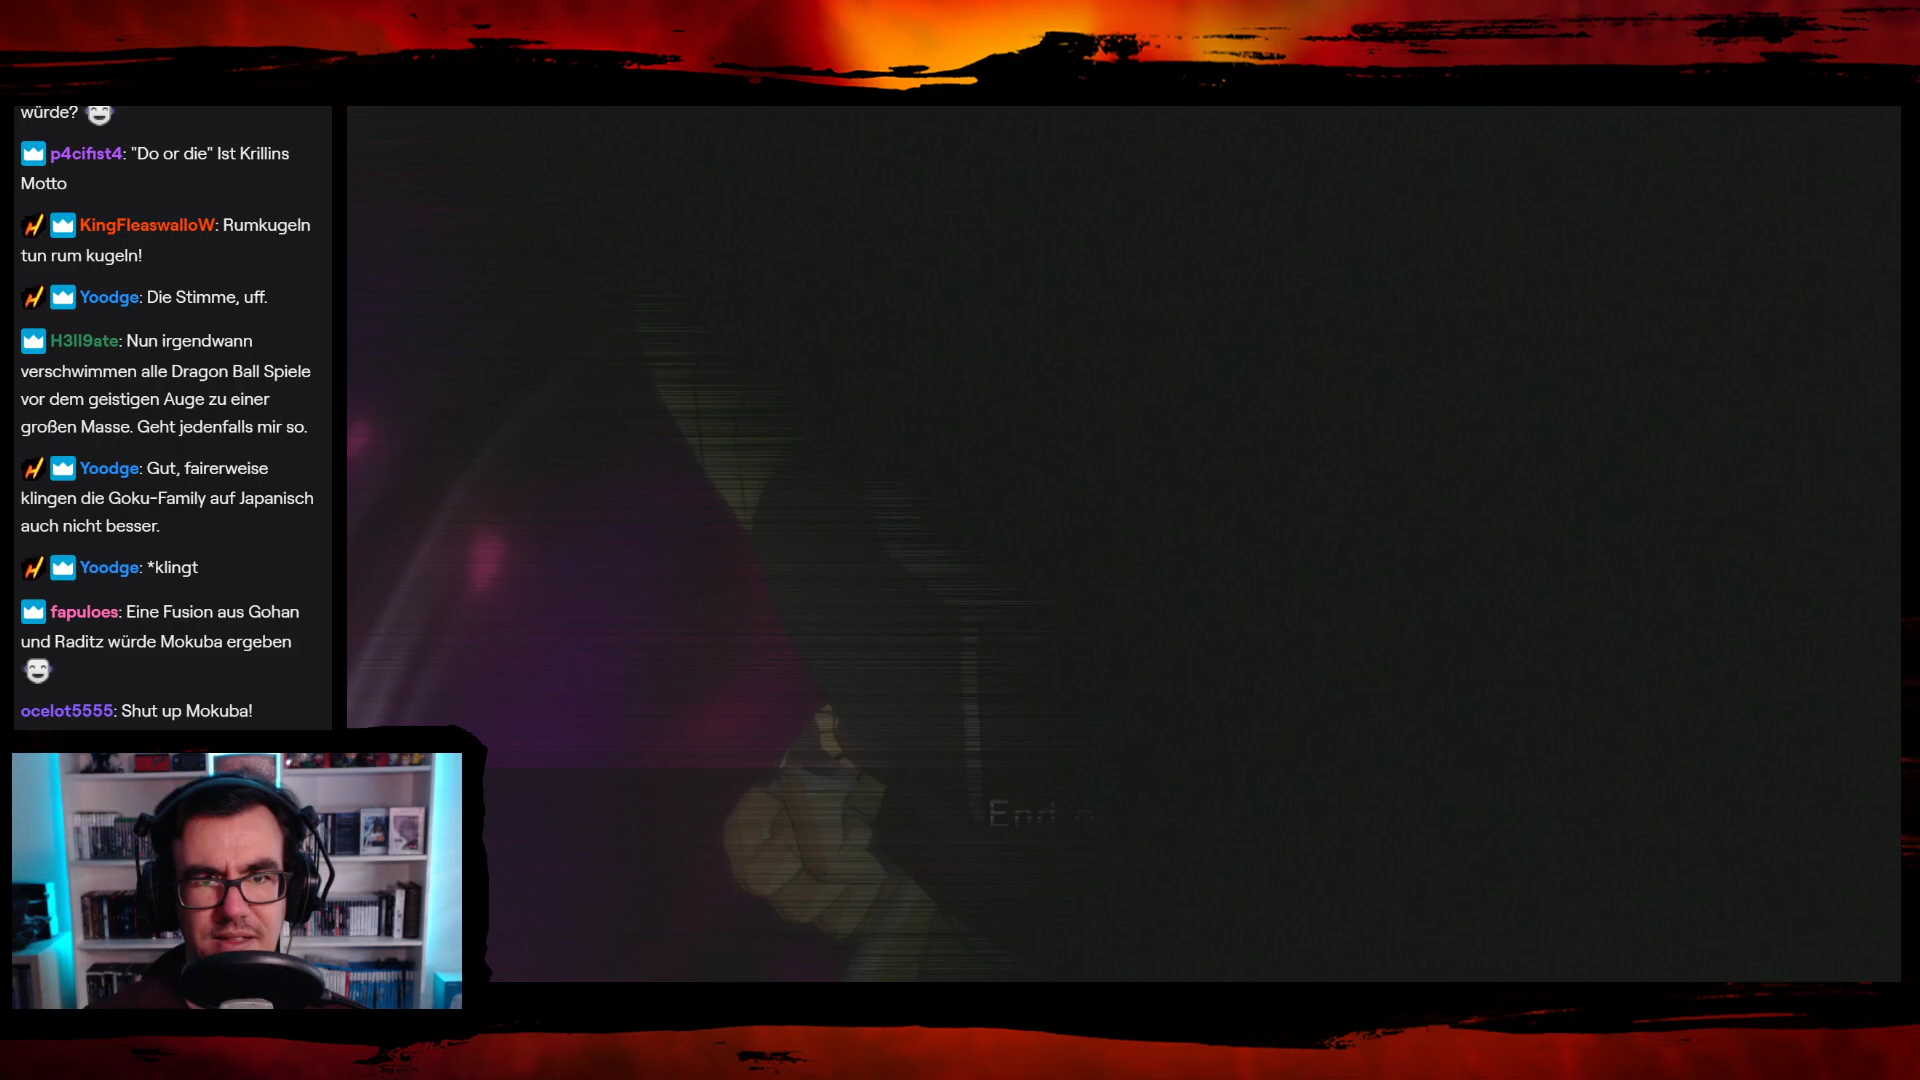 würde?
p4cifist4: "Do or die" Ist Krillins
Motto
KingFleaswalloW: Rumkugeln
tun rum kugeln!
Yoodge: Die Stimme, uff.
H3ll9ate: Nun irgendwann
verschwimmen alle Dragon Ball Spiele
vor dem geistigen Auge zu einer
großen Masse. Geht jedenfalls mir so.
Yoodge: Gut, fairerweise
klingen die Goku-Family auf Japanisch
auch nicht besser.
Yoodge: *klingt
fapuloes: Eine Fusion aus Gohan
und Raditz würde Mokuba ergeben
ocelot5555: Shut up Mokuba!
End